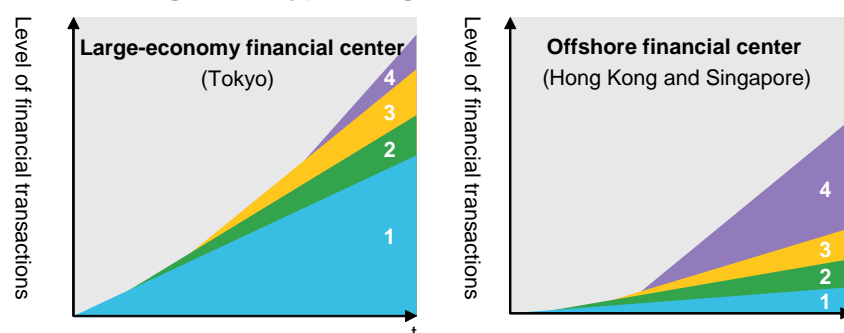 Level of financial transactions
Large-economy financial center
(Tokyo)
4
3
2
1
t
Level of financial transactions
Offshore financial center
(Hong Kong and Singapore)
4
3
2
1